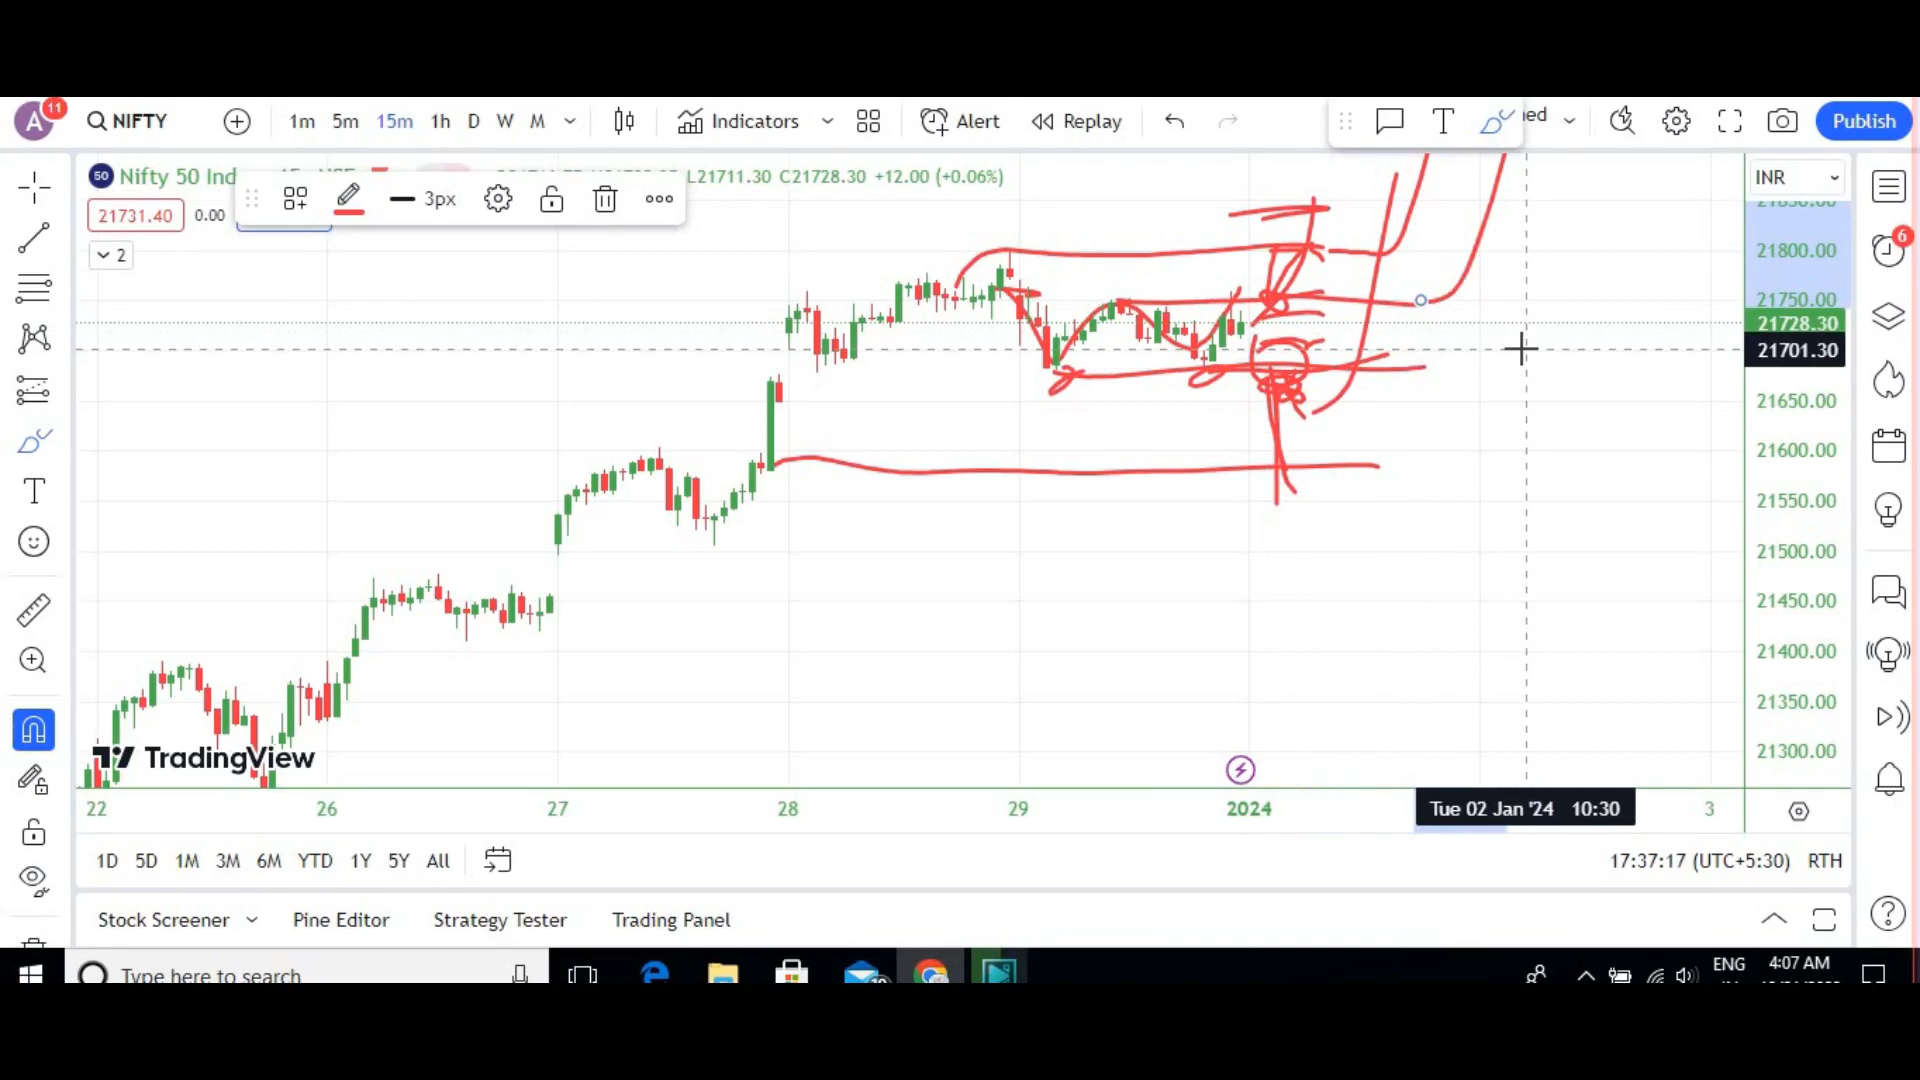 A 11 NIFTY 1m 5m 15m 1h D W M Indicators Alert Replay Publish
50 Nifty 50 Ind L21711.30 C21728.30 +12.00 (+0.06%) INR
3px
21731.40 0.00
2
21850.00
21800.00
21750.00
21728.30
21701.30
21650.00
21600.00
21550.00
21500.00
21450.00
21400.00
21350.00
21300.00
6
TradingView
22 26 27 28 29 2024 Tue 02 Jan '24 10:30 3
1D 5D 1M 3M 6M YTD 1Y 5Y All 17:37:17 (UTC+5:30) RTH
Stock Screener Pine Editor Strategy Tester Trading Panel
Type here to search ENG 4:07 AM